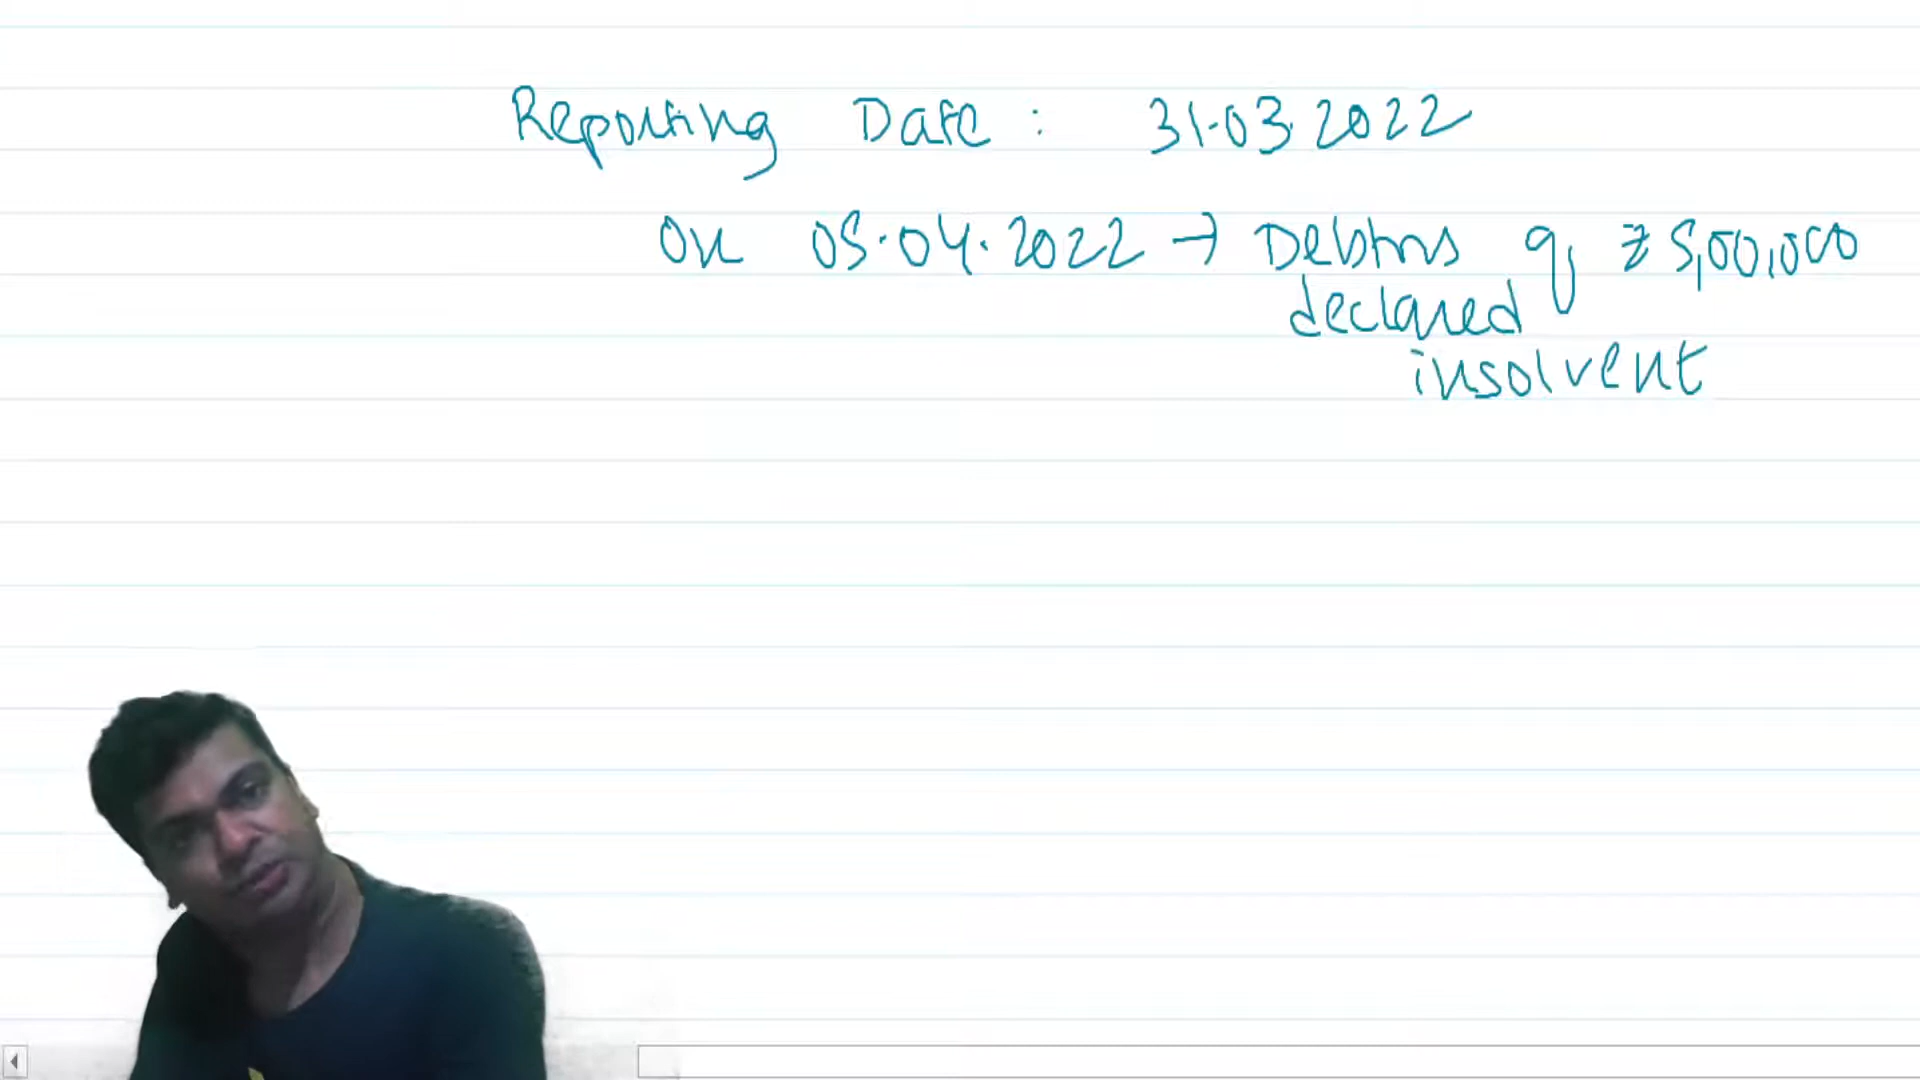 Reporting Date : 31.03.2022
On 05.04.2022 → Debtors of ₹ 5,00,000
declared
insolvent